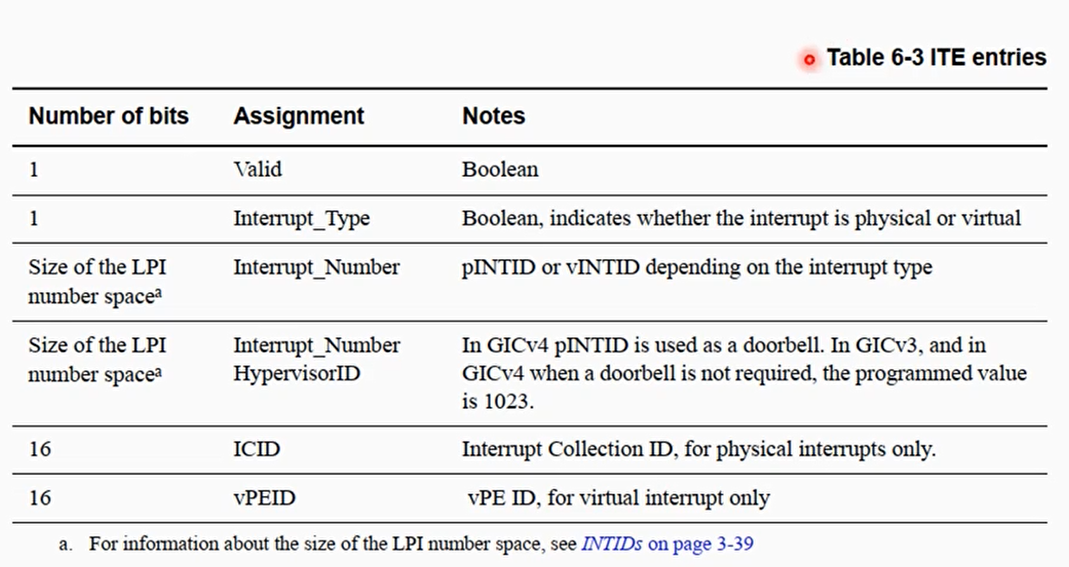 Table 6-3 ITE entries
Number of bits Assignment Notes
1 Valid Boolean
1 Interrupt_Type Boolean, indicates whether the interrupt is physical or virtual
Size of the LPI Interrupt_Number pINTID or vINTID depending on the interrupt type
number spaceᵃ
Size of the LPI Interrupt_Number In GICv4 pINTID is used as a doorbell. In GICv3, and in
number spaceᵃ HypervisorID GICv4 when a doorbell is not required, the programmed value
is 1023.
16 ICID Interrupt Collection ID, for physical interrupts only.
16 vPEID vPE ID, for virtual interrupt only
a. For information about the size of the LPI number space, see INTIDs on page 3-39